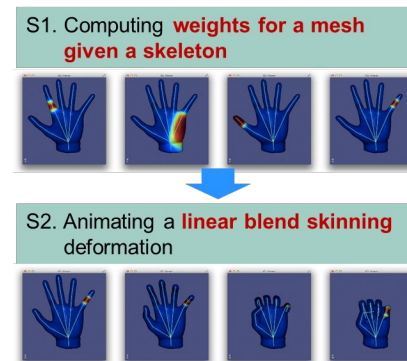 S1. Computing weights for a mesh
given a skeleton
S2. Animating a linear blend skinning
deformation